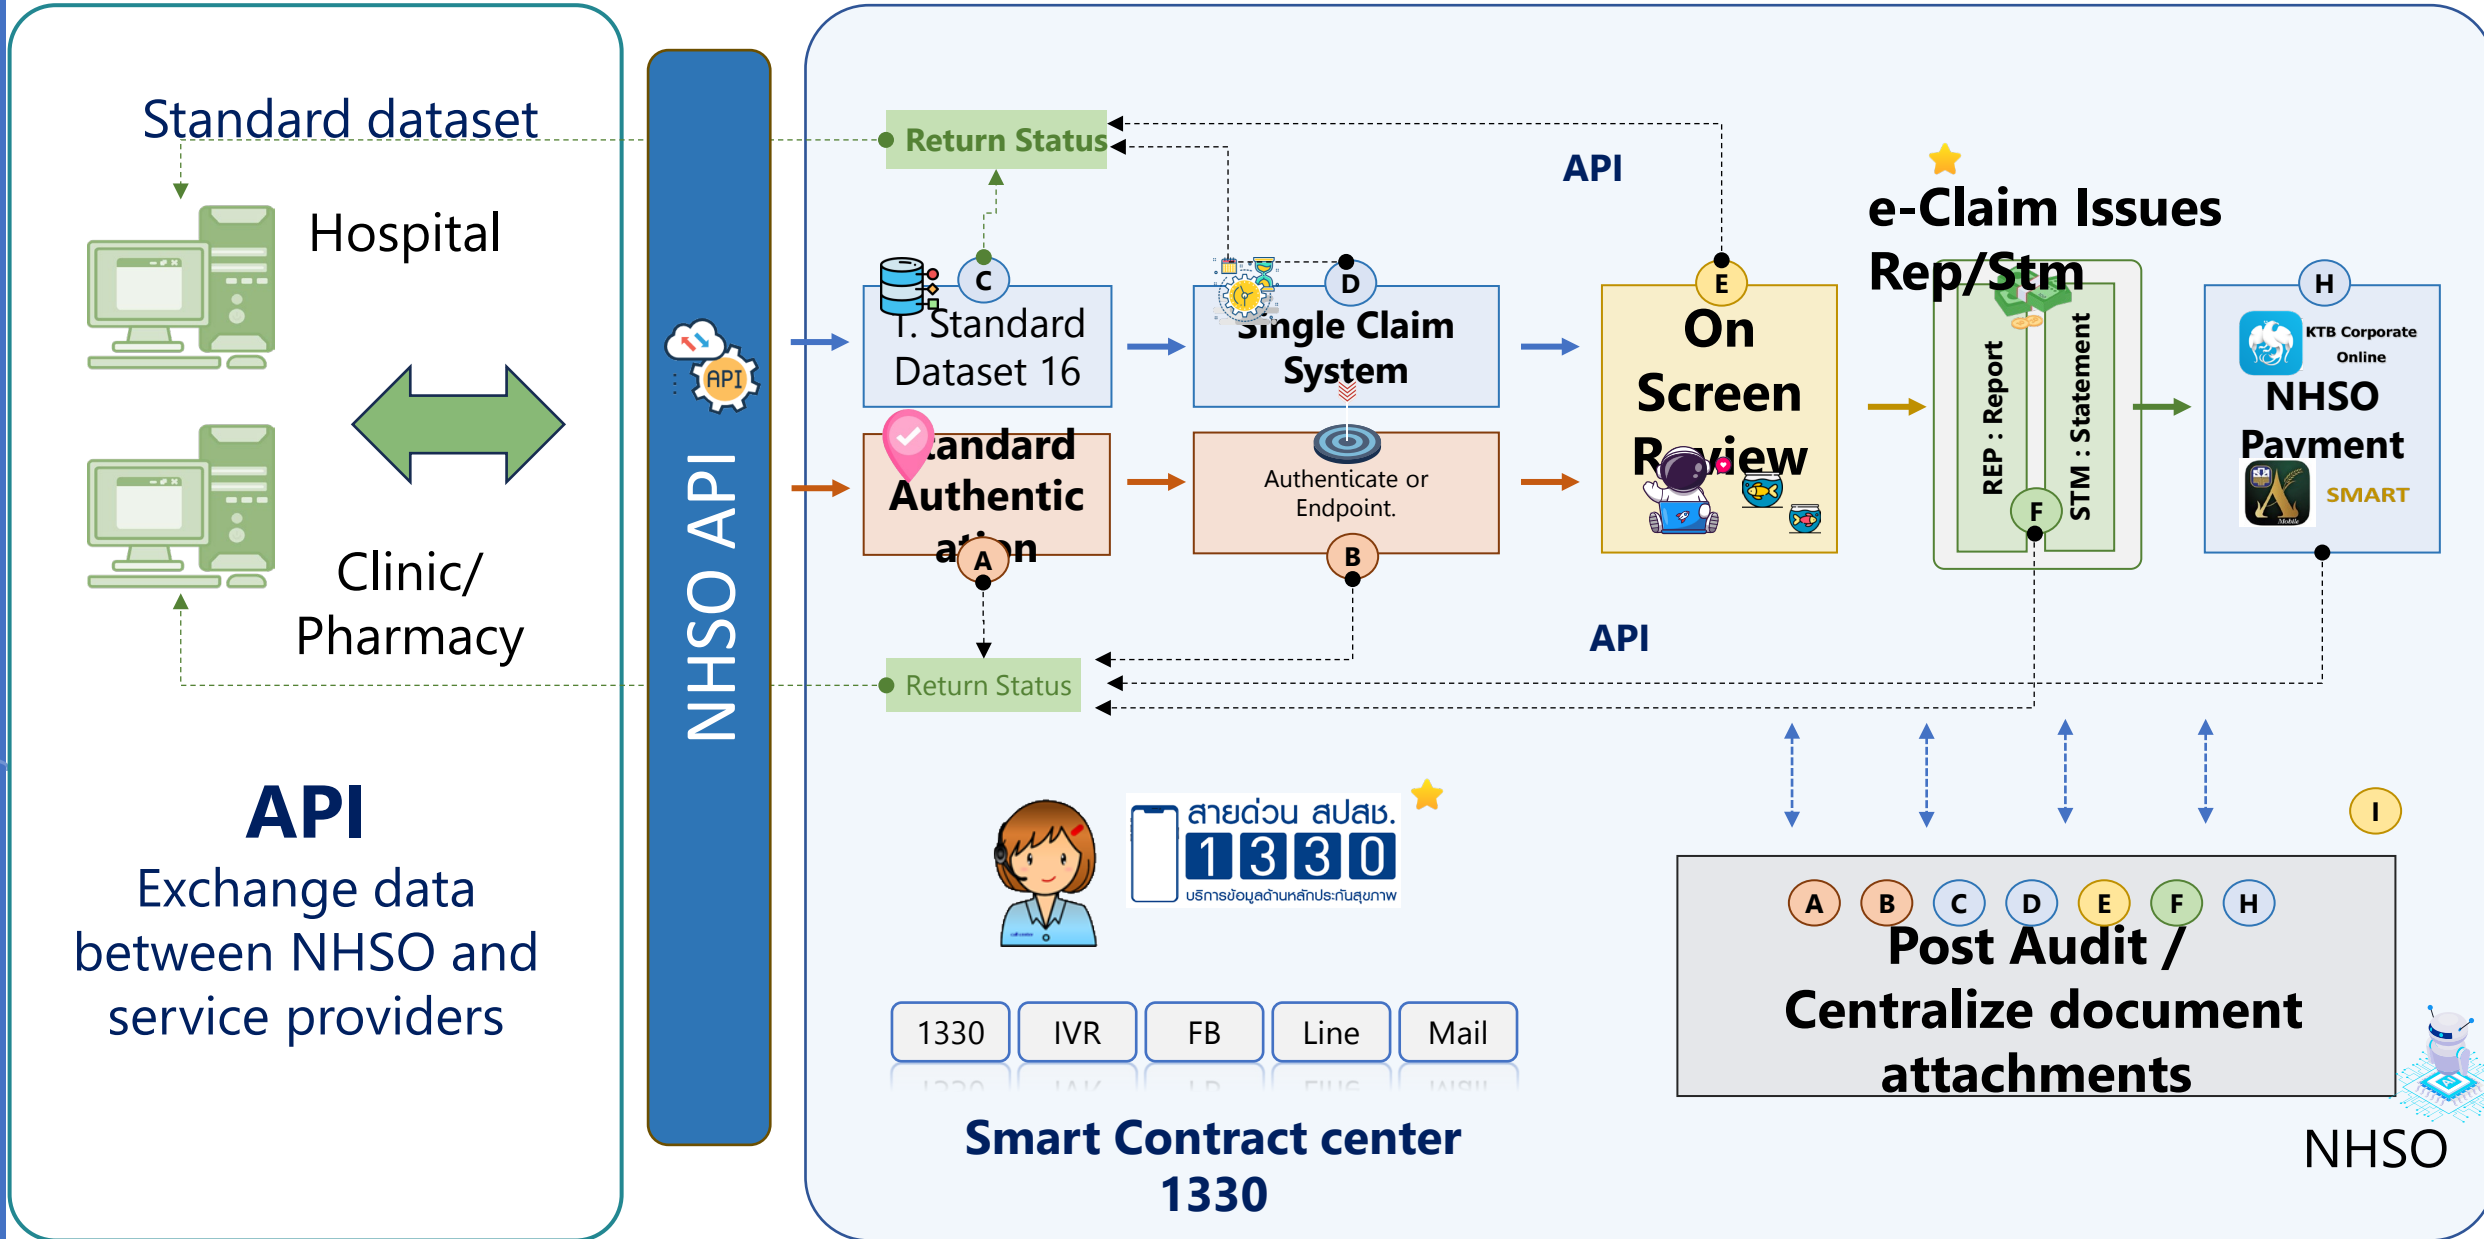 Standard dataset
Hospital
Clinic/
Pharmacy
API
Exchange data
between NHSO and
service providers
NHSO API
API
Return Status
API
e-Claim Issues
Rep/Stm
C
1. Standard
Dataset 16
D
Single Claim
System
E
On
Screen
Review
REP : Report
STM : Statement
F
H
KTB Corporate
Online
NHSO
Payment
A
Mobile
SMART
Standard
Authentic
ation
A
Authenticate or
Endpoint.
B
API
Return Status
สายด่วน สปสช.
1330
บริการข้อมูลด้านหลักประกันสุขภาพ
1330
IVR
FB
Line
Mail
Smart Contract center
1330
I
A B C D E F H
Post Audit /
Centralize document
attachments
AI
NHSO